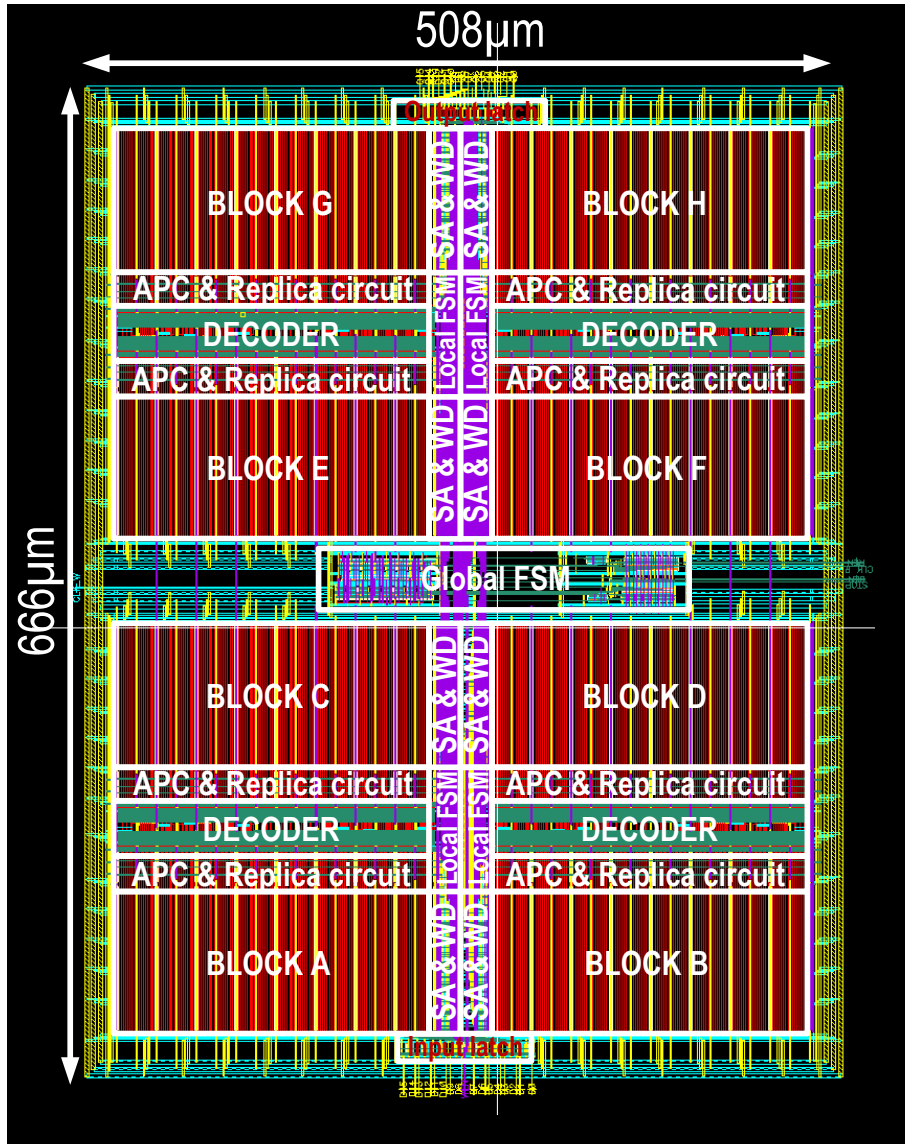 508µm
Output latch
BLOCK G
SA & WD
SA & WD
BLOCK H
APC & Replica circuit
Local FSM
Local FSM
APC & Replica circuit
DECODER
DECODER
APC & Replica circuit
APC & Replica circuit
BLOCK E
SA & WD
SA & WD
BLOCK F
666µm
Global FSM
BLOCK C
SA & WD
SA & WD
BLOCK D
APC & Replica circuit
Local FSM
Local FSM
APC & Replica circuit
DECODER
DECODER
APC & Replica circuit
APC & Replica circuit
BLOCK A
SA & WD
SA & WD
BLOCK B
Input latch